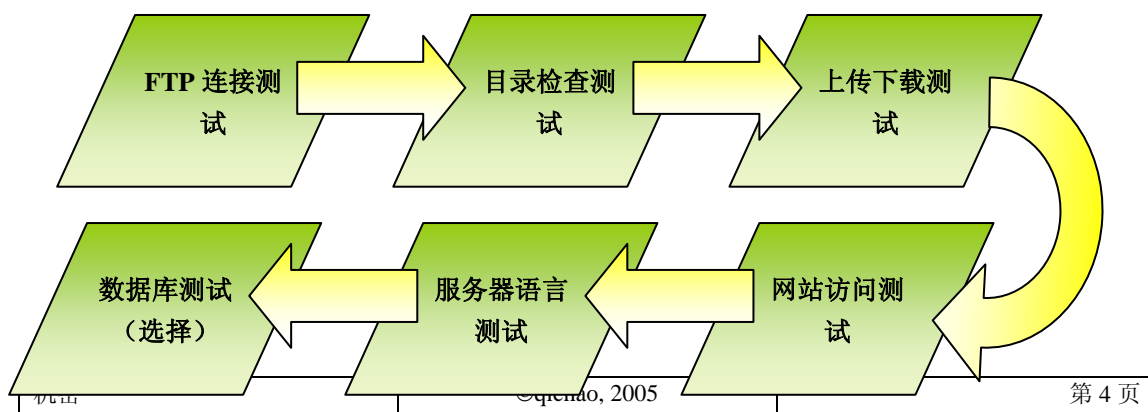 FTP 连接测
试
目录检查测
试
上传下载测
试
数据库测试
（选择）
服务器语言
测试
网站访问测
试
机密
2005
第 4 页